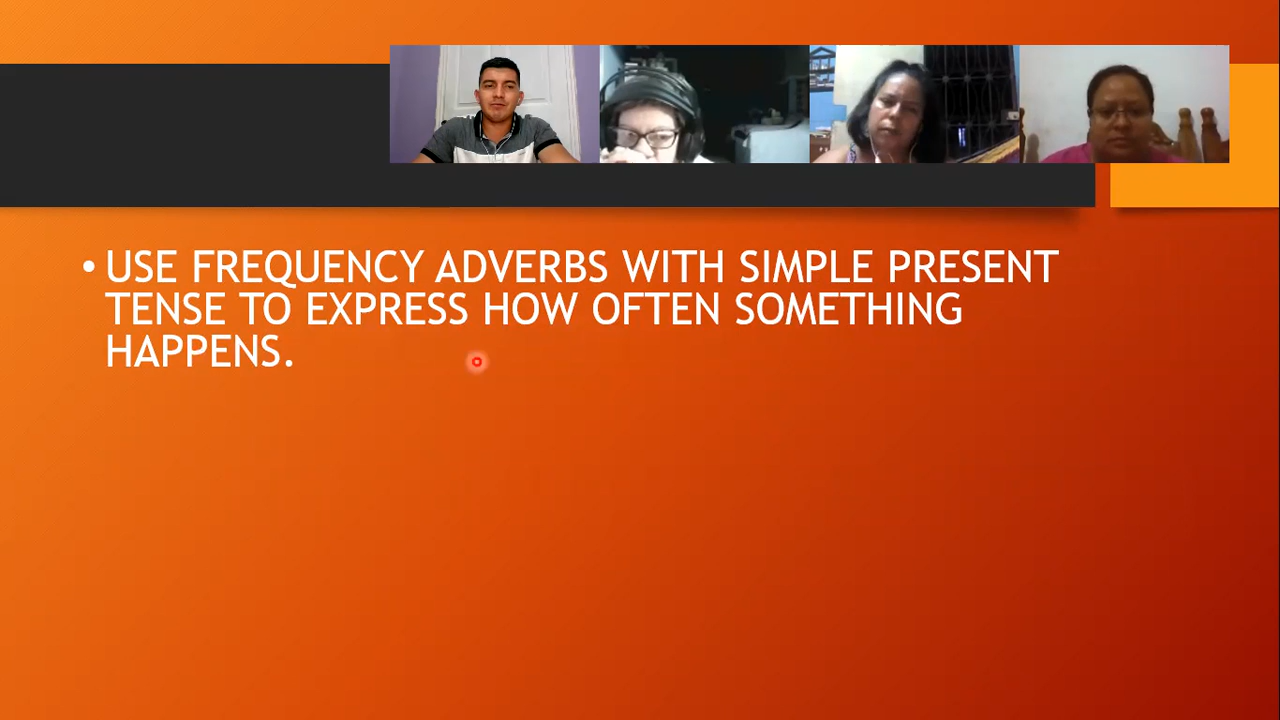 • USE FREQUENCY ADVERBS WITH SIMPLE PRESENT
TENSE TO EXPRESS HOW OFTEN SOMETHING
HAPPENS.